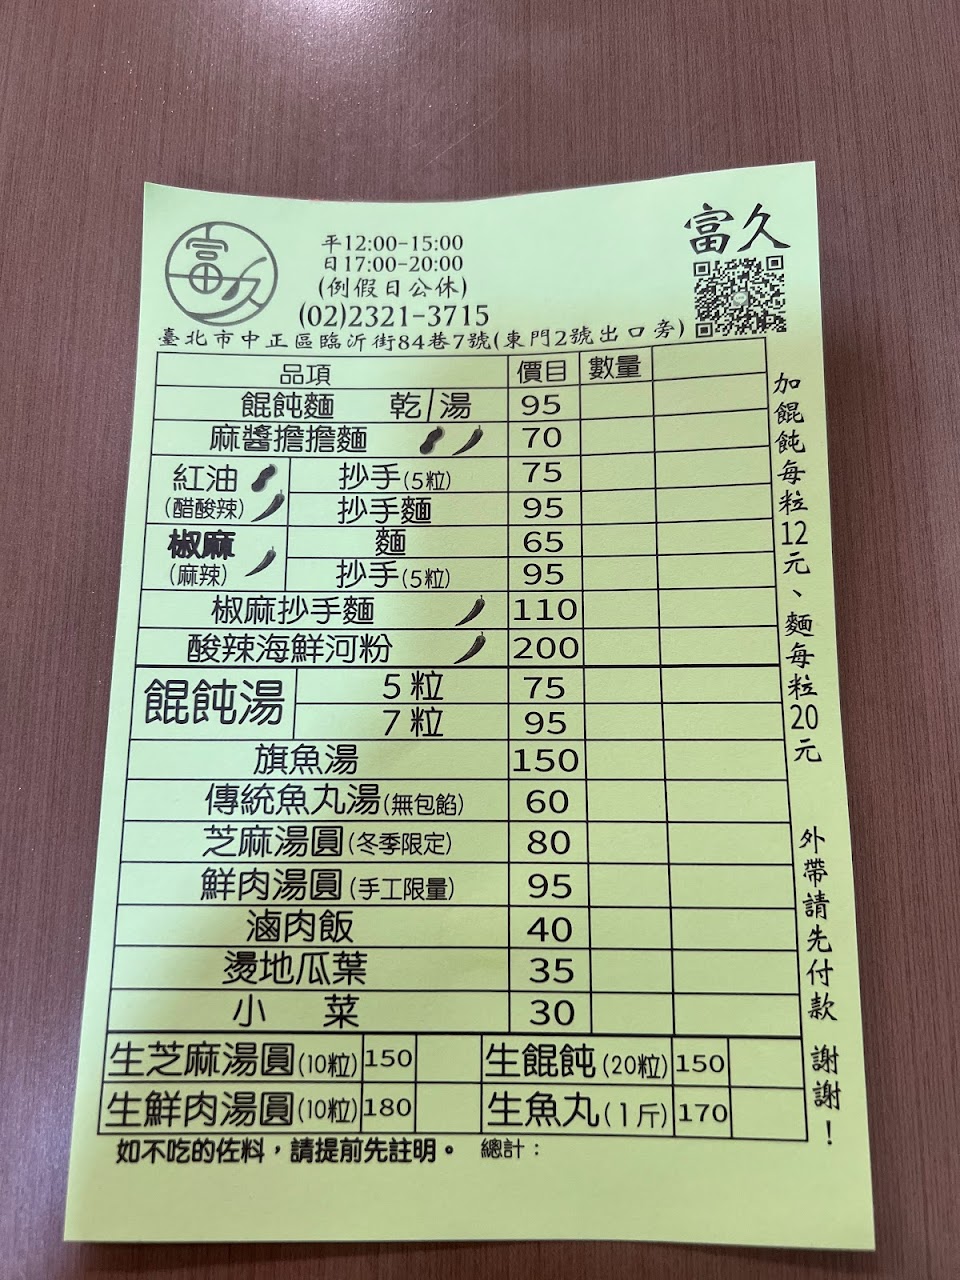 富久
平12:00-15:00
日17:00-20:00
(例假日公休)
(02)2321-3715
臺北市中正區臨沂街84巷7號(東門2號出口旁)
富久
品項 價目 數量
餛飩麵 乾/湯 95
麻醬擔擔麵 70
紅油(醋酸辣) 抄手(5粒) 75
抄手麵 95
椒麻(麻辣) 麵 65
抄手(5粒) 95
椒麻抄手麵 110
酸辣海鮮河粉 200
餛飩湯 5粒 75
7粒 95
旗魚湯 150
傳統魚丸湯(無包餡) 60
芝麻湯圓(冬季限定) 80
鮮肉湯圓(手工限量) 95
滷肉飯 40
燙地瓜葉 35
小菜 30
生芝麻湯圓(10粒) 150 生餛飩(20粒) 150
生鮮肉湯圓(10粒) 180 生魚丸(1斤) 170
如不吃的佐料，請提前先註明。 總計：
加餛飩每粒12元、麵每粒20元
外帶請先付款 謝謝！